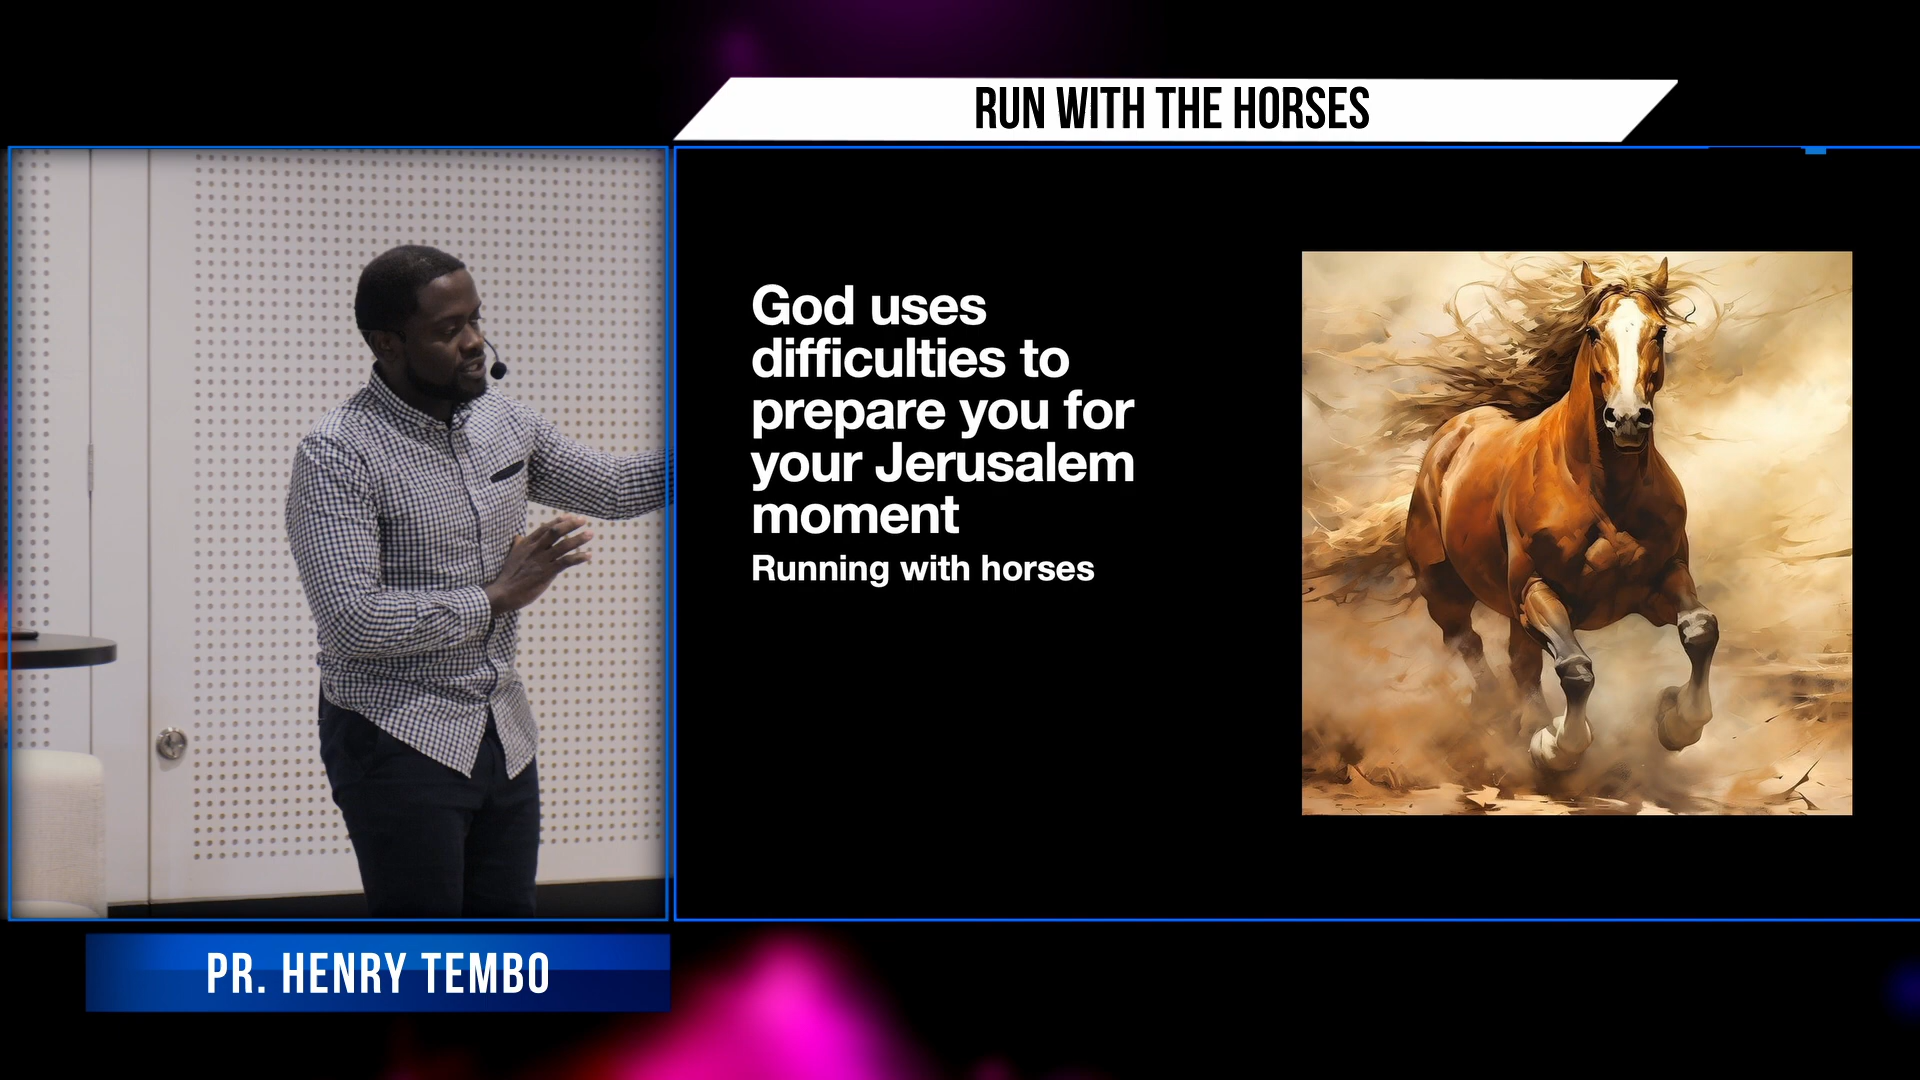 RUN WITH THE HORSES
God uses
difficulties to
prepare you for
your Jerusalem
moment
Running with horses
PR. HENRY TEMBO